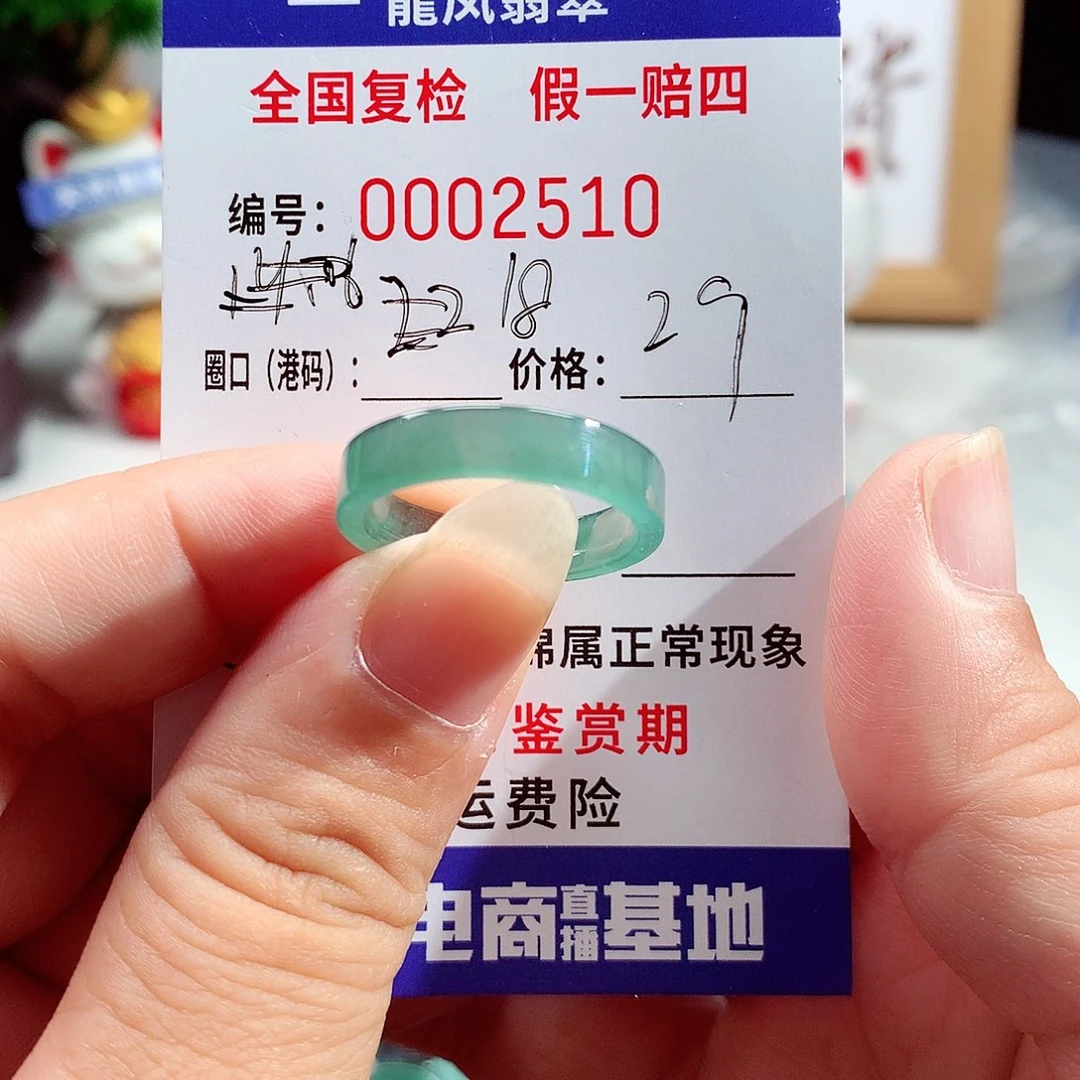 龍凤翡翠
全国复检 假一赔四
编号: 0002510
18 29
圈口（港码）: 价格:
棉属正常现象
鉴赏期
运费险
电商直播基地